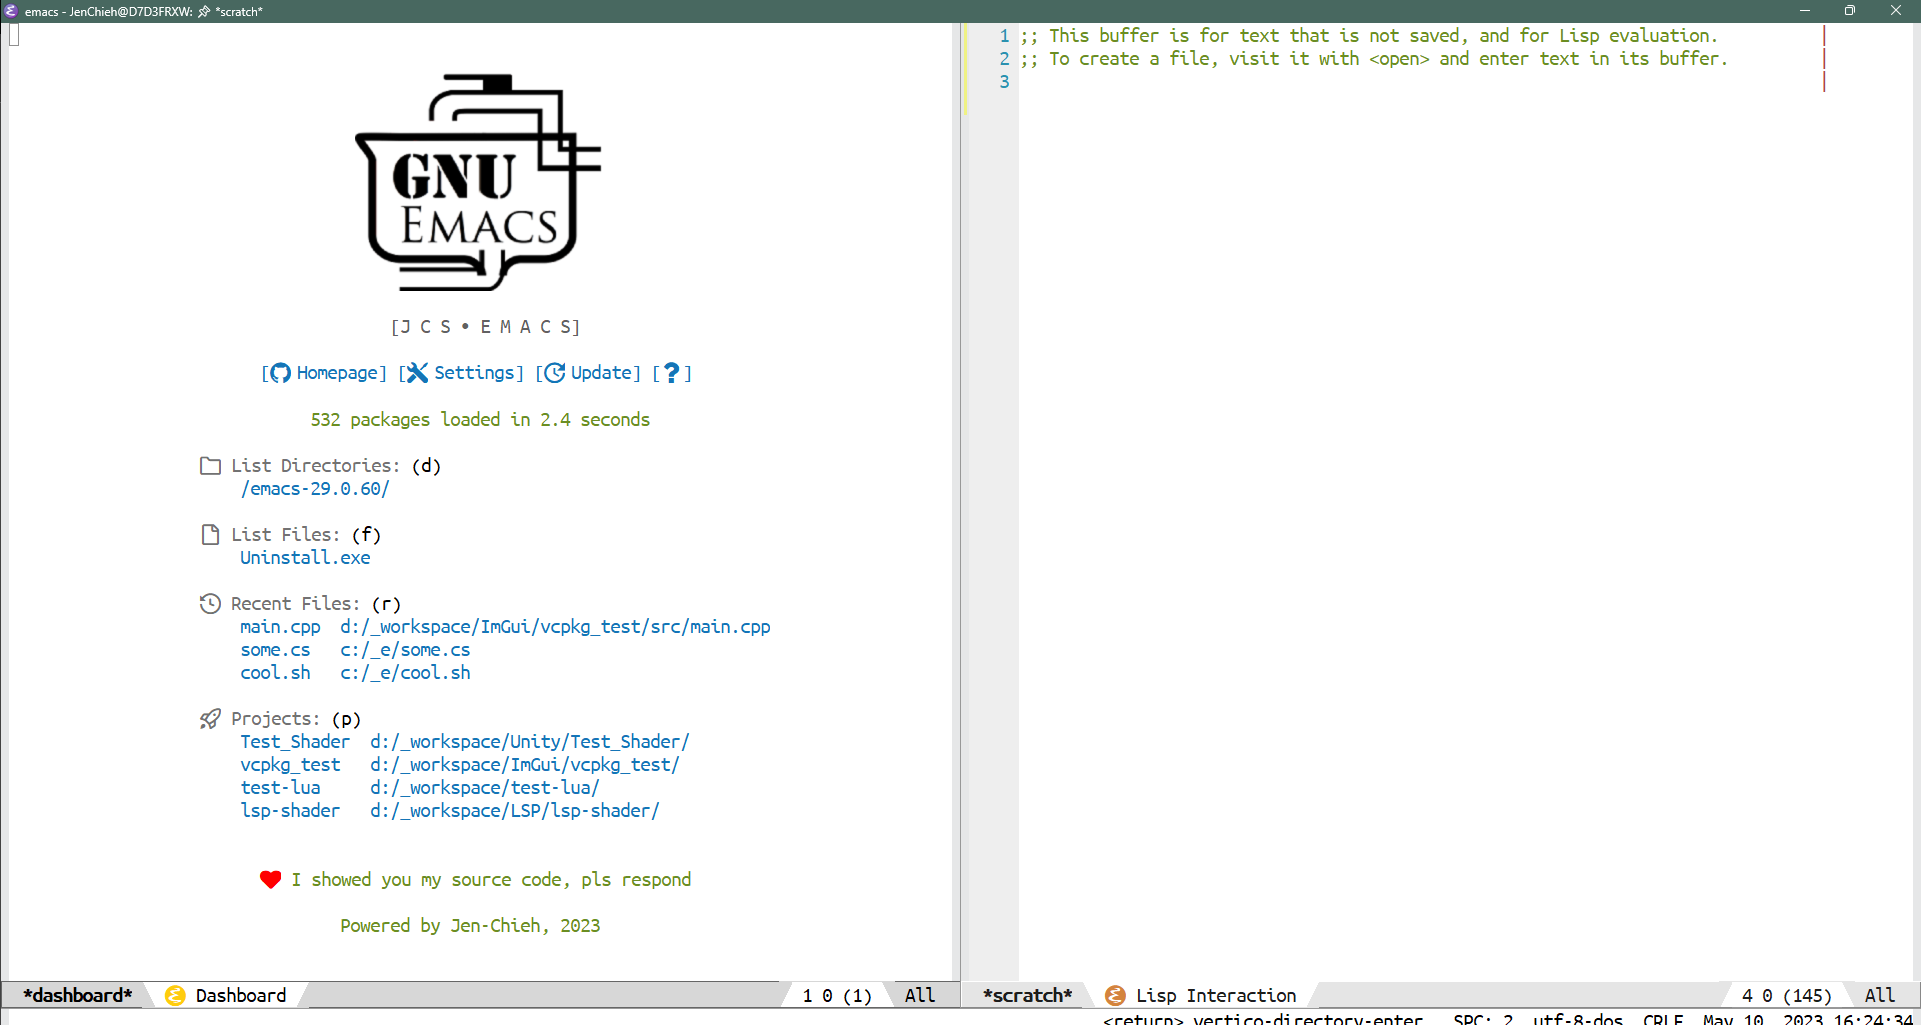 emacs - JenChieh@D7D3FRXW: *scratch*
GNU
EMACS
[J C S • E M A C S]
[Homepage] [Settings] [Update] [?]
532 packages loaded in 2.4 seconds
List Directories: (d)
/emacs-29.0.60/
List Files: (f)
Uninstall.exe
Recent Files: (r)
main.cpp d:/_workspace/ImGui/vcpkg_test/src/main.cpp
some.cs c:/_e/some.cs
cool.sh c:/_e/cool.sh
Projects: (p)
Test_Shader d:/_workspace/Unity/Test_Shader/
vcpkg_test d:/_workspace/ImGui/vcpkg_test/
test-lua d:/_workspace/test-lua/
lsp-shader d:/_workspace/LSP/lsp-shader/
I showed you my source code, pls respond
Powered by Jen-Chieh, 2023
*dashboard* Dashboard 1 0 (1) All
1 ;; This buffer is for text that is not saved, and for Lisp evaluation.
2 ;; To create a file, visit it with <open> and enter text in its buffer.
3
*scratch* Lisp Interaction 4 0 (145) All
<return> vertico-directory-enter SPC: 2 utf-8-dos CRLF May 10, 2023 16:24:34